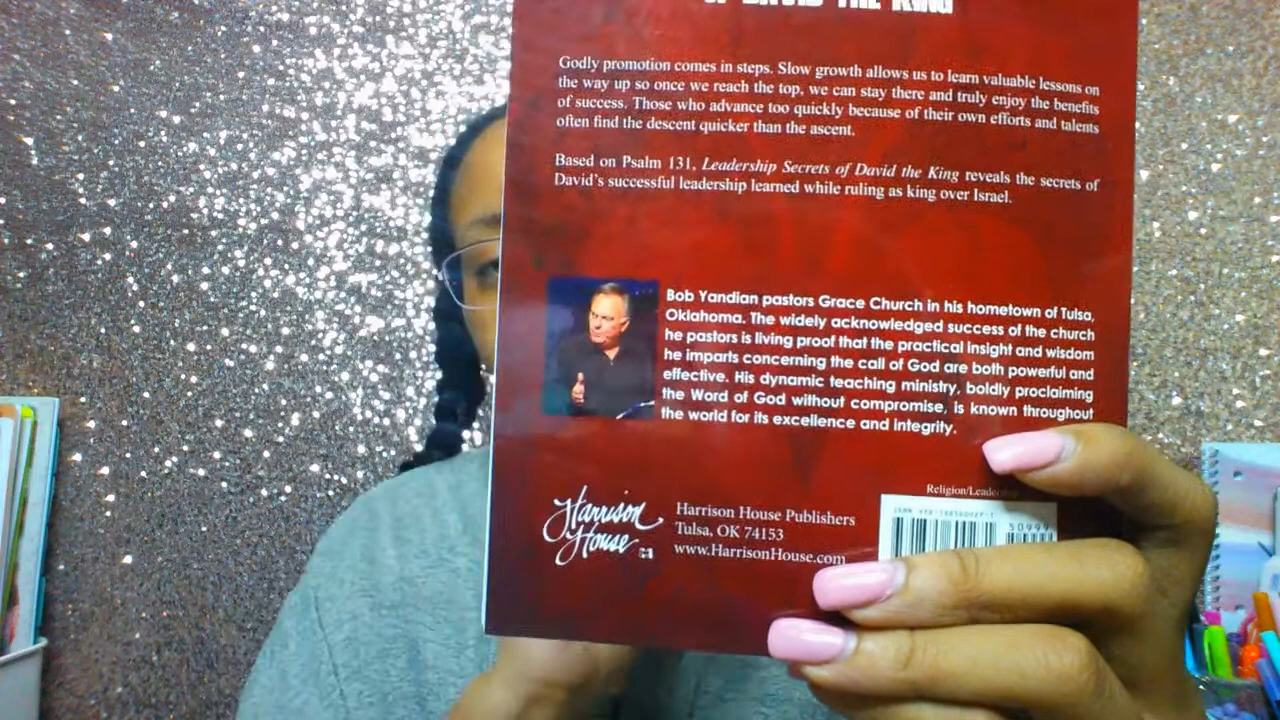 of DAVID THE KING
Godly promotion comes in steps. Slow growth allows us to learn valuable lessons on
the way up so once we reach the top, we can stay there and truly enjoy the benefits
of success. Those who advance too quickly because of their own efforts and talents
often find the descent quicker than the ascent.
Based on Psalm 131, Leadership Secrets of David the King reveals the secrets of
David's successful leadership learned while ruling as king over Israel.
Bob Yandian pastors Grace Church in his hometown of Tulsa,
Oklahoma. The widely acknowledged success of the church
he pastors is living proof that the practical insight and wisdom
he imparts concerning the call of God are both powerful and
effective. His dynamic teaching ministry, boldly proclaiming
the Word of God without compromise, is known throughout
the world for its excellence and integrity.
Religion/
ISBN
50999
Harrison
House
Harrison House Publishers
Tulsa, OK 74153
www.HarrisonHouse.com